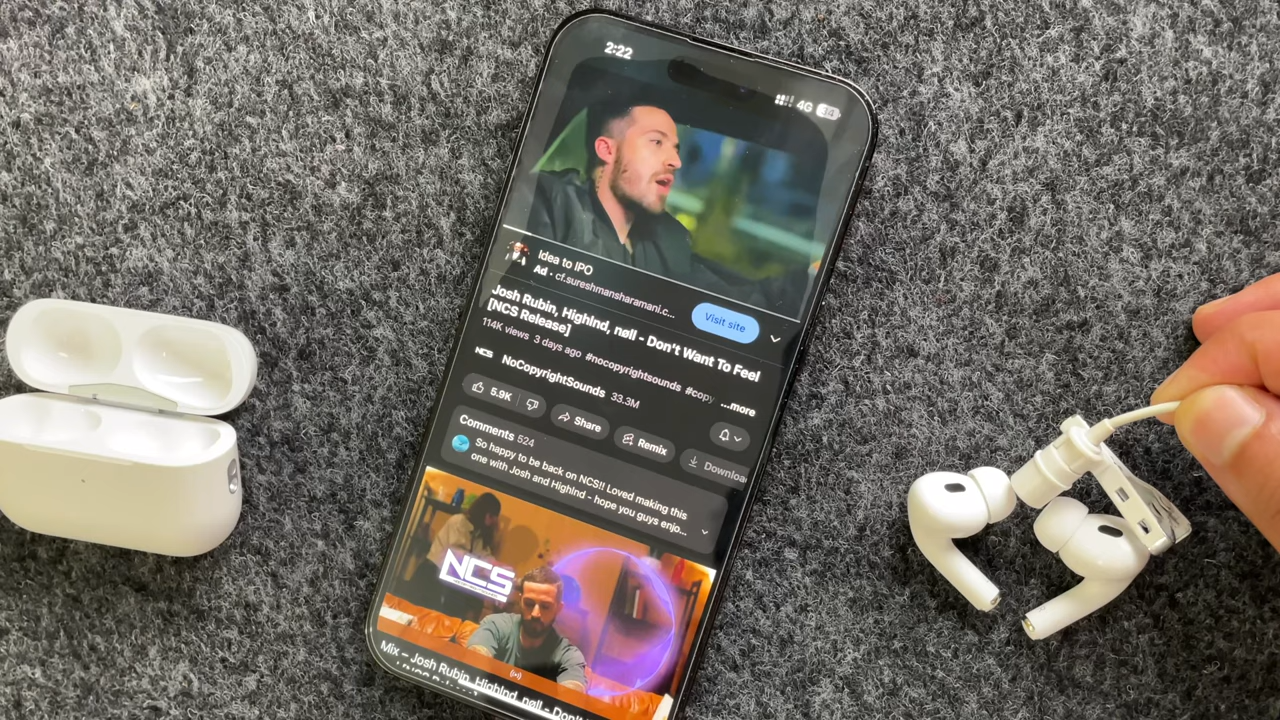 2:22
4G 34
Idea to IPO
Ad • cf.sureshmansharamani.c...
Visit site
Josh Rubin, Highlnd, nøll - Don't Want To Feel
[NCS Release]
114K views 3 days ago #nocopyrightsounds #copy ...more
NCS NoCopyrightSounds 33.3M
5.9K Share Remix Downloa
Comments 524
So happy to be back on NCS!! Loved making this
one with Josh and Highlnd - hope you guys enjo...
NCS
Mix – Josh Rubin, Highlnd, nøll - Don't